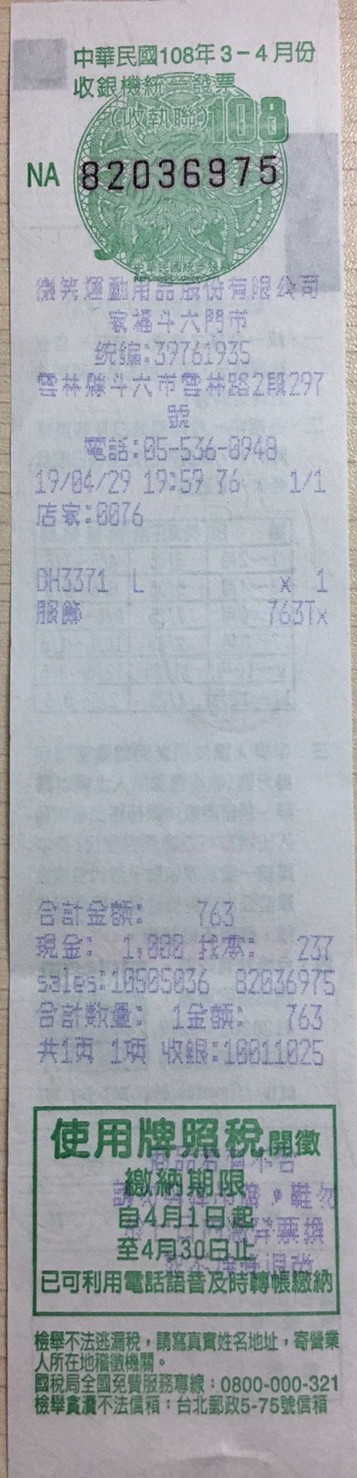 中華民國108年3-4月份
收銀機統一發票
(收執聯)108
NA 82036975
微笑運動用品股份有限公司
家福斗六門市
統編:39761935
雲林縣斗六市雲林路2段297
號
電話:05-536-0948
19/04/29 19:59 76 1/1
店家:0076
DH3371 L x 1
服飾 763Tx
合計金額: 763
現金: 1,000 找零: 237
sales:10505036 82036975
合計數量: 1金額: 763
共1頁 1項 收銀:10011025
使用牌照稅開徵
繳納期限
自4月1日起
至4月30日止
已可利用電話語音及時轉帳繳納
檢舉不法逃漏稅,請寫真實姓名地址,寄營業
人所在地稽徵機關。
國稅局全國免費服務專線:0800-000-321
檢舉貪瀆不法信箱:台北郵政5-75號信箱